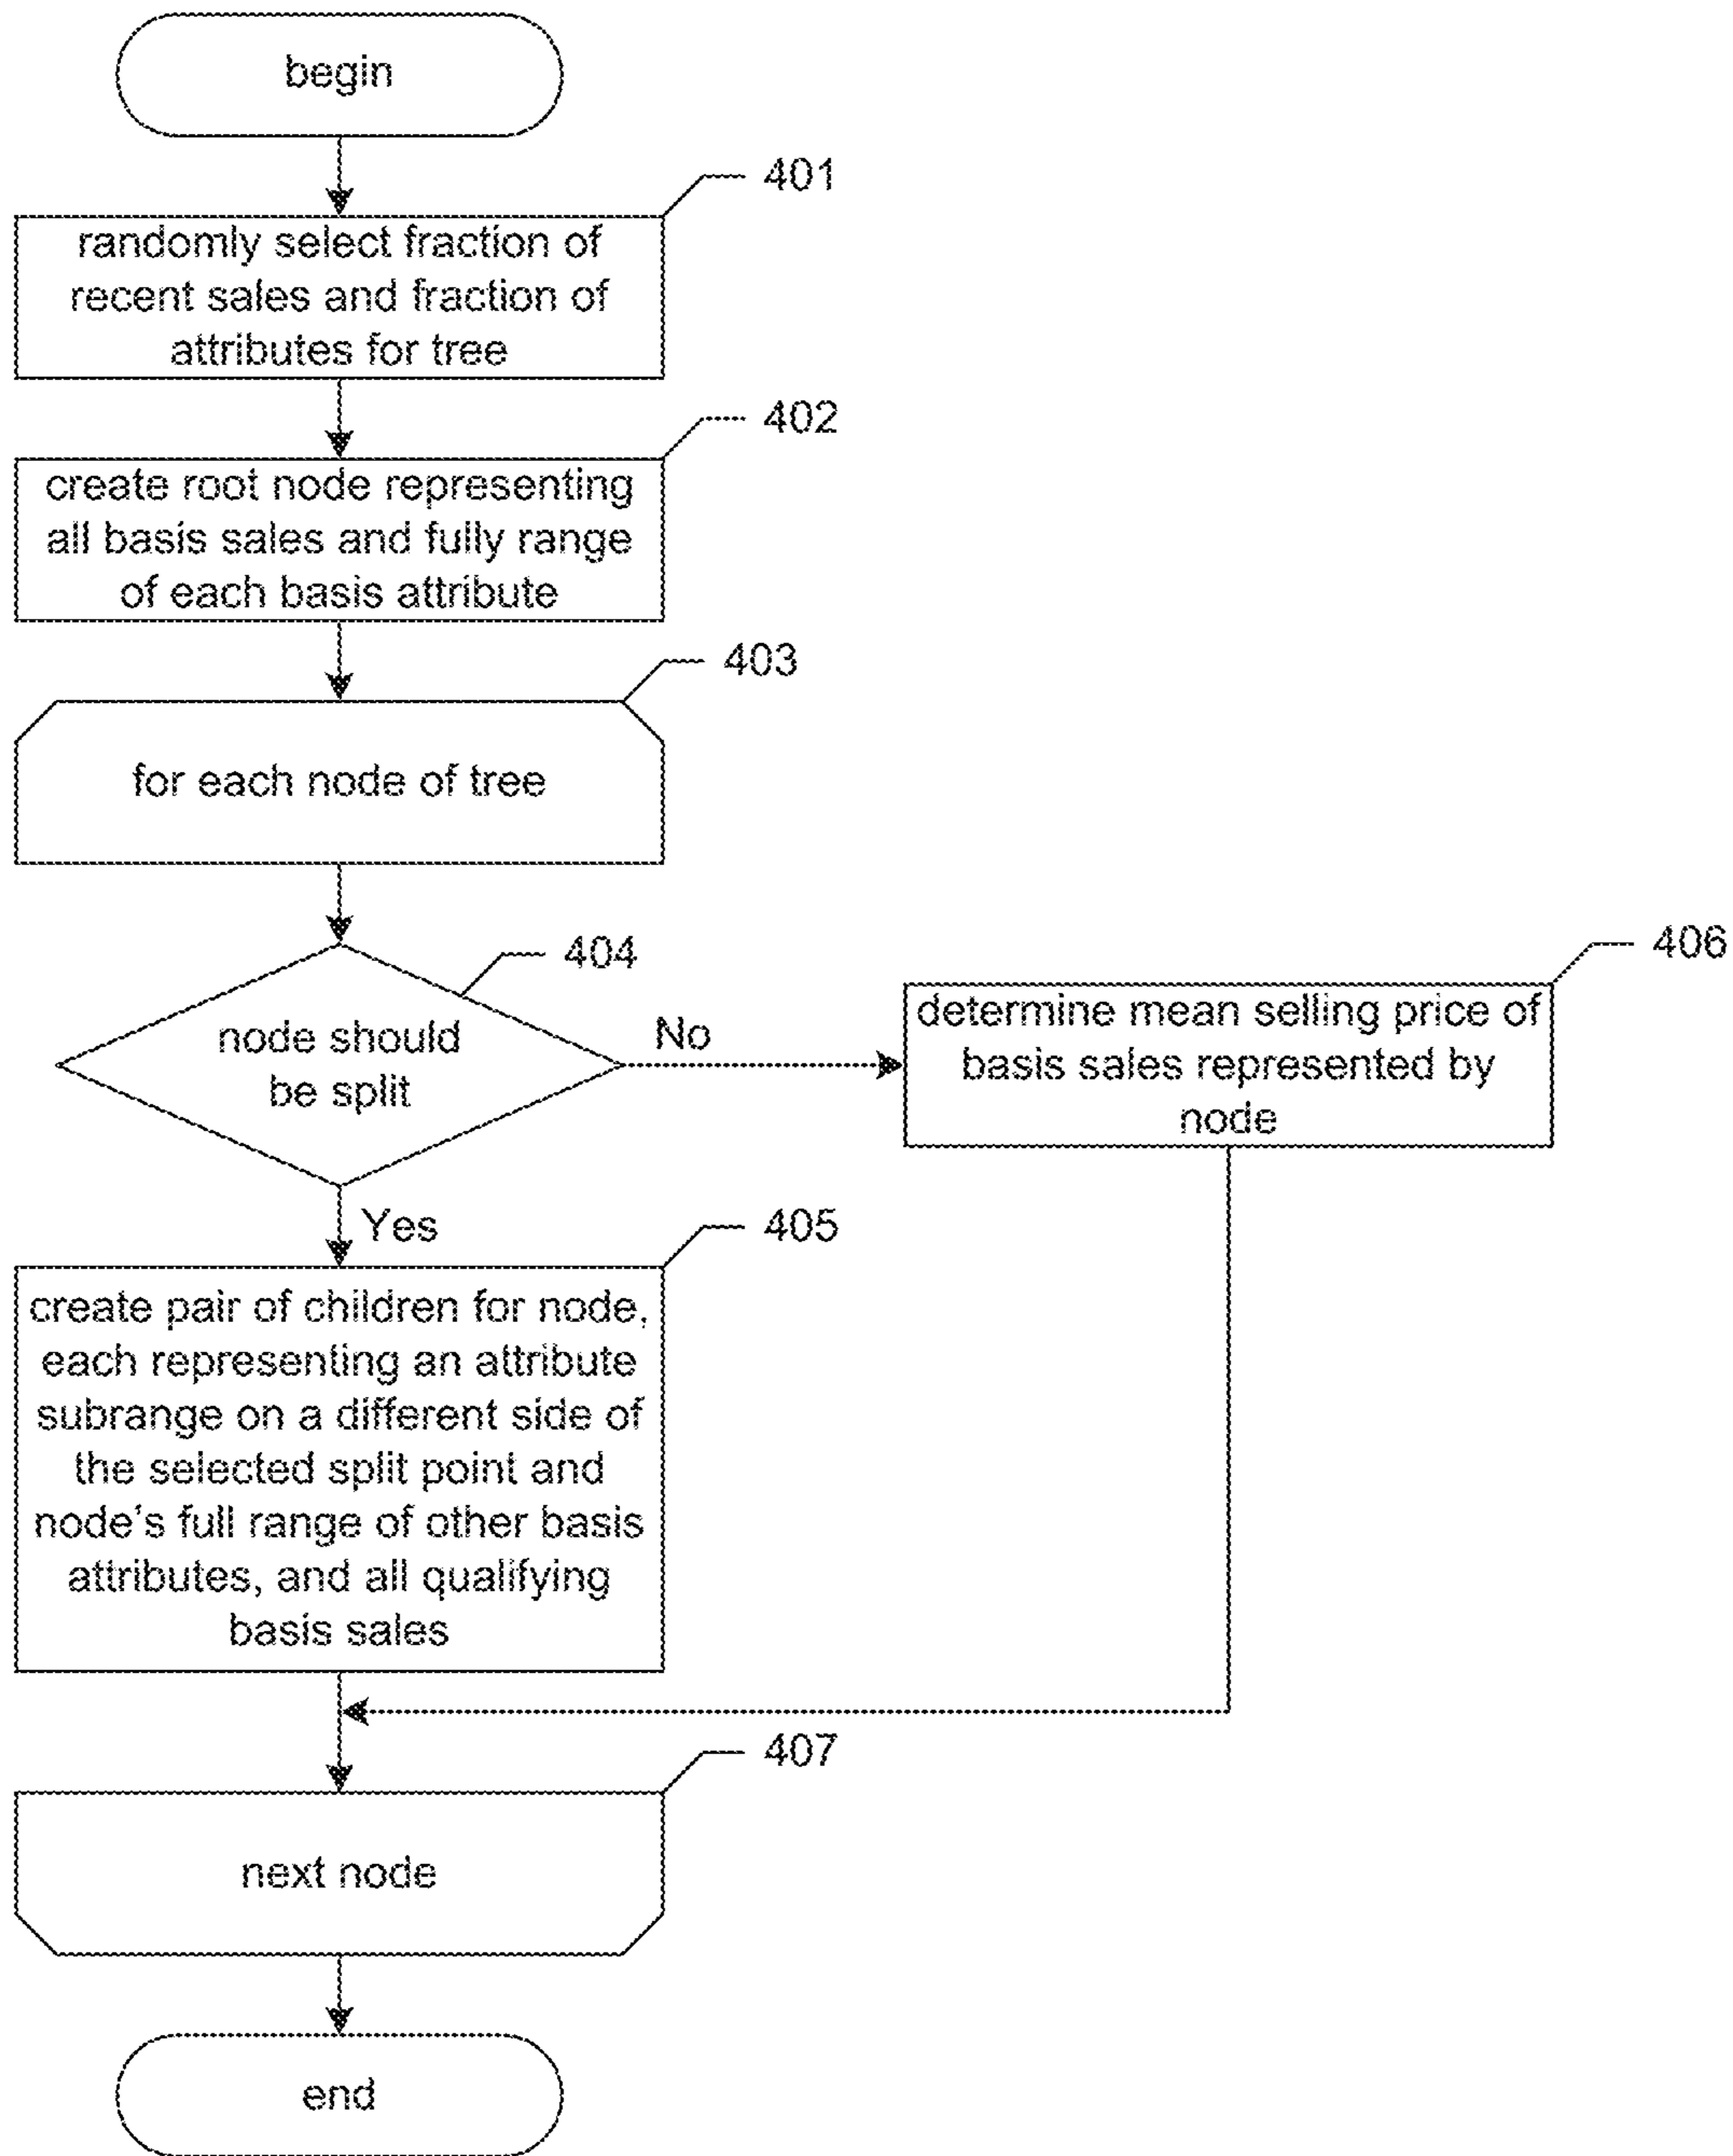 begin
401
randomly select fraction of
recent sales and fraction of
attributes for tree
402
create root node representing
all basis sales and fully range
of each basis attribute
403
for each node of tree
404
node should
be split
No
406
determine mean selling price of
basis sales represented by
node
Yes
405
create pair of children for node,
each representing an attribute
subrange on a different side of
the selected split point and
node's full range of other basis
attributes, and all qualifying
basis sales
407
next node
end